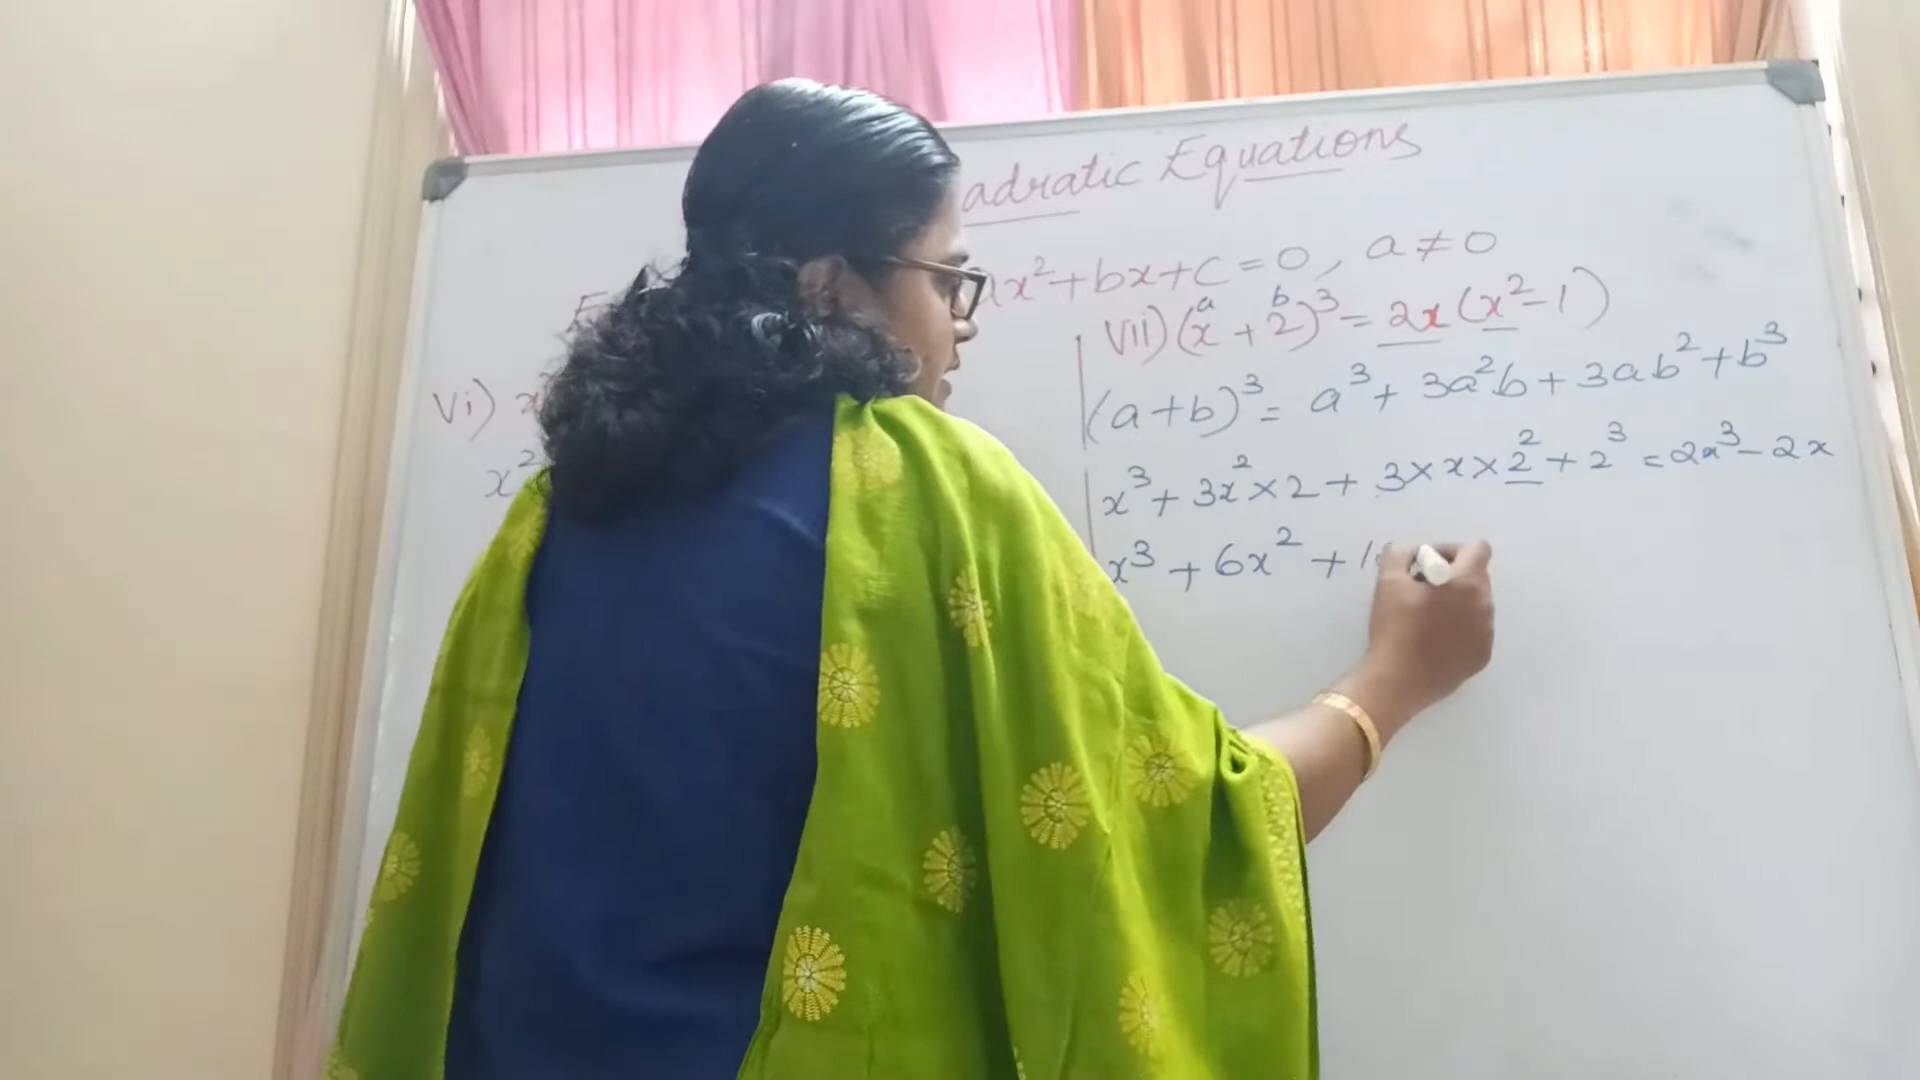 adratic Equations
ax²+bx+c=0, a≠0
vi) x
x²
vii) (x+2)³=2x(x²-1)
a b
(a+b)³= a³+3a²b+3ab²+b³
x³+3x²×2+3×x×2²+2³=2x³-2x
x³+6x²+1